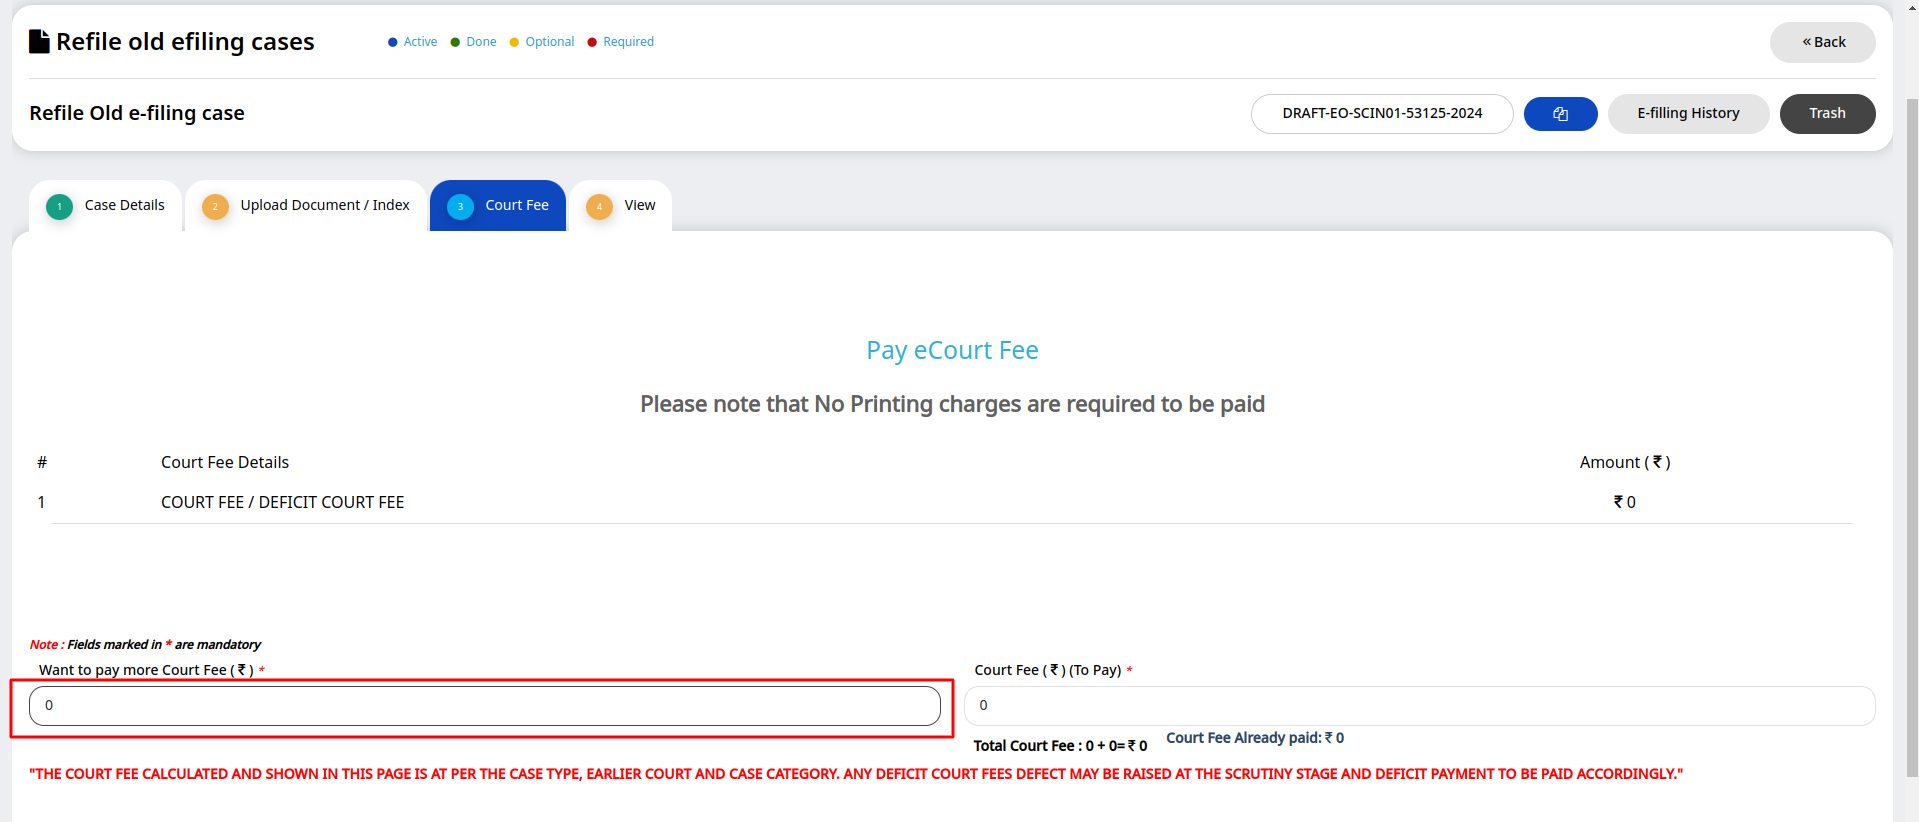 Refile old efiling cases
Active Done Optional Required
« Back
Refile Old e-filing case
DRAFT-EO-SCIN01-53125-2024
E-filling History
Trash
1 Case Details
2 Upload Document / Index
3 Court Fee
4 View
Pay eCourt Fee
Please note that No Printing charges are required to be paid
# Court Fee Details Amount ( ₹ )
1 COURT FEE / DEFICIT COURT FEE ₹ 0
Note : Fields marked in * are mandatory
Want to pay more Court Fee ( ₹ ) *
0
Court Fee ( ₹ ) (To Pay) *
0
Total Court Fee : 0 + 0= ₹ 0
Court Fee Already paid: ₹ 0
"THE COURT FEE CALCULATED AND SHOWN IN THIS PAGE IS AT PER THE CASE TYPE, EARLIER COURT AND CASE CATEGORY. ANY DEFICIT COURT FEES DEFECT MAY BE RAISED AT THE SCRUTINY STAGE AND DEFICIT PAYMENT TO BE PAID ACCORDINGLY."